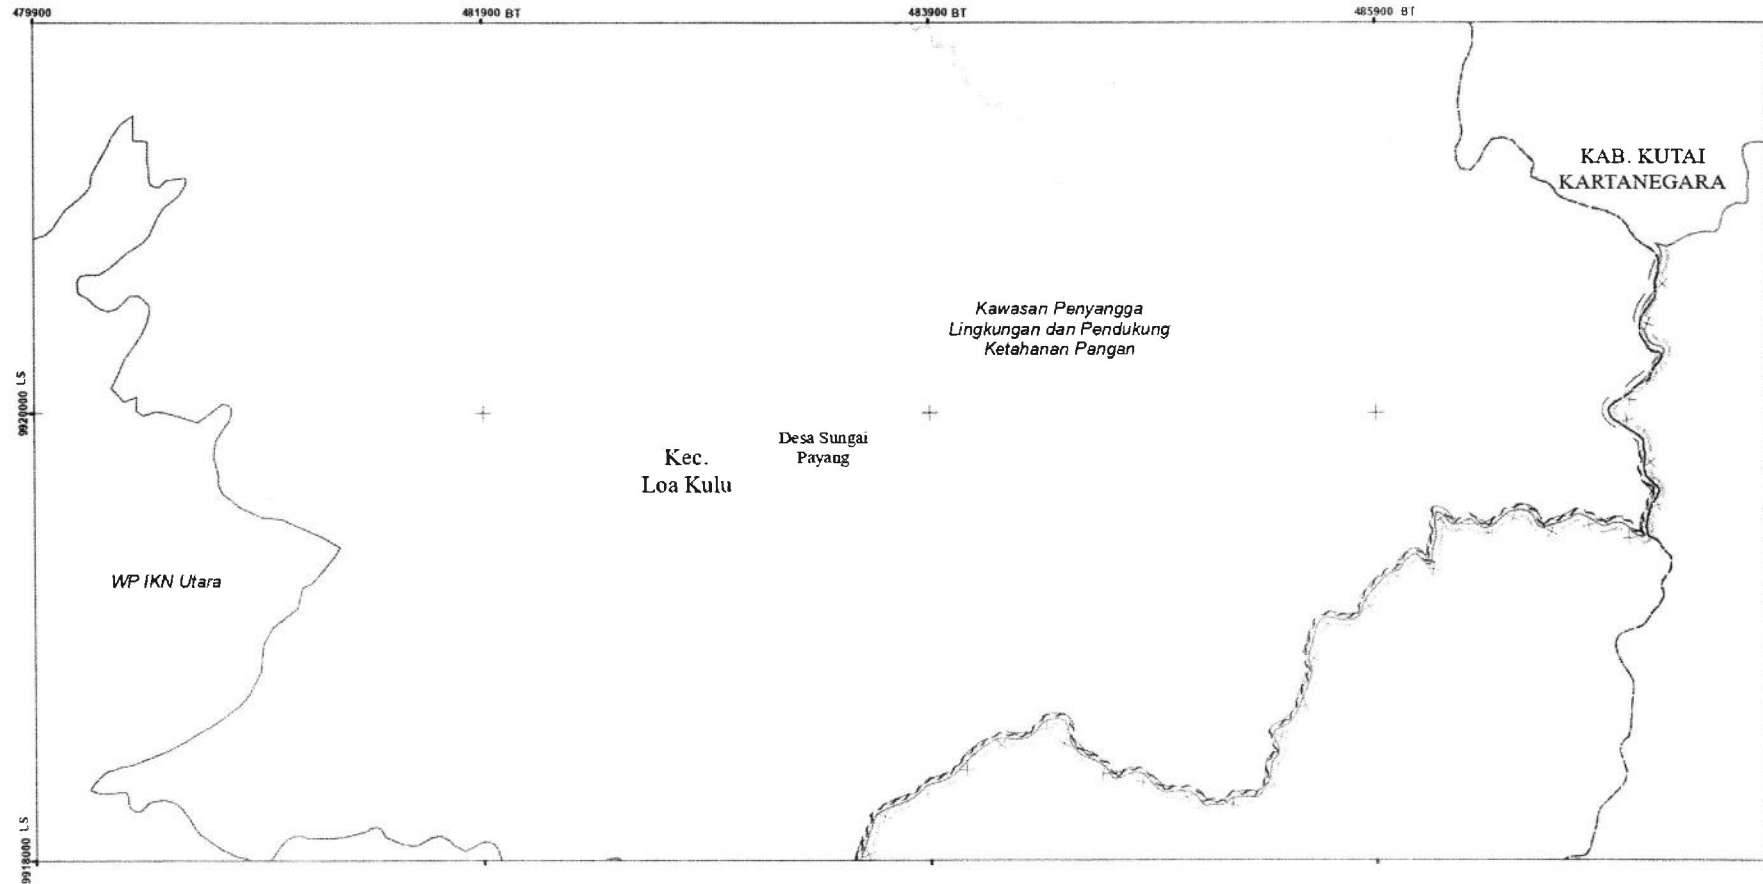 479900
481900 BT
483900 BT
485900 BT
KAB. KUTAI
KARTANEGARA
Kawasan Penyangga
Lingkungan dan Pendukung
Ketahanan Pangan
9920000 LS
Desa Sungai
Payang
Kec.
Loa Kulu
WP IKN Utara
9918000 LS